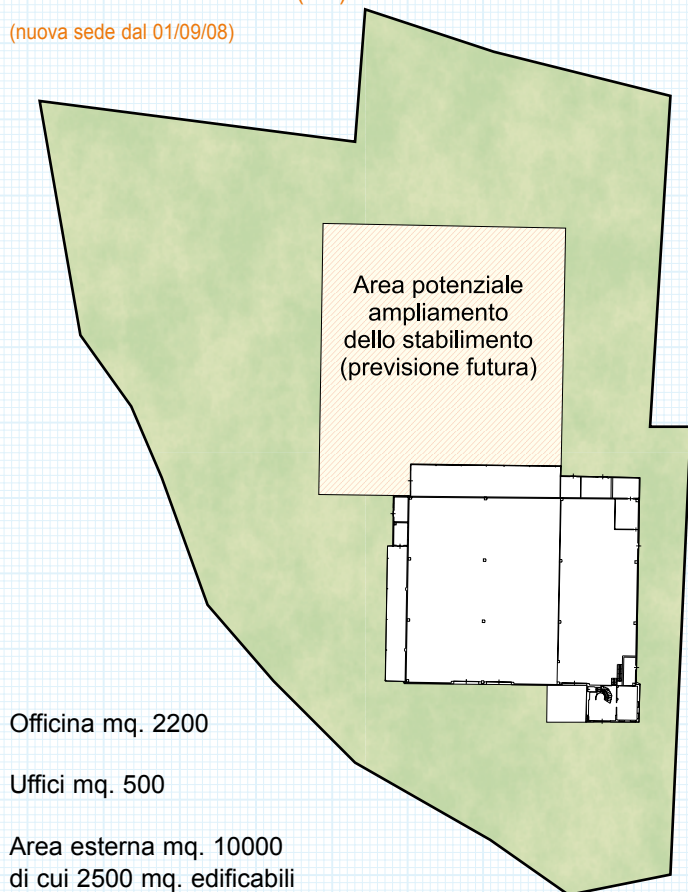 (nuova sede dal 01/09/08)
Area potenziale
ampliamento
dello stabilimento
(previsione futura)
Officina mq. 2200
Uffici mq. 500
Area esterna mq. 10000
di cui 2500 mq. edificabili